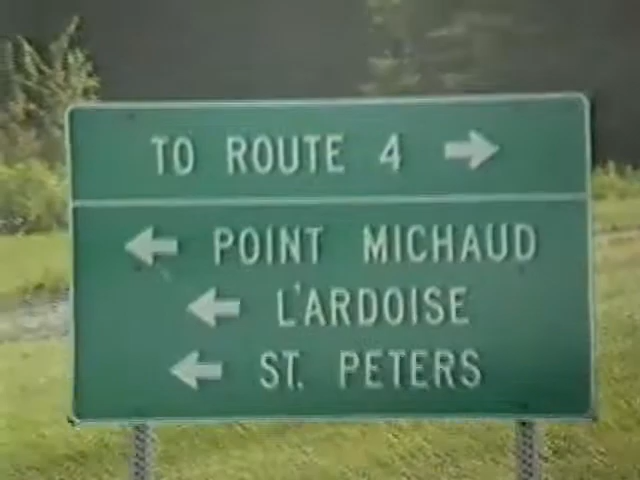 TO ROUTE 4
POINT MICHAUD
L'ARDOISE
ST. PETERS